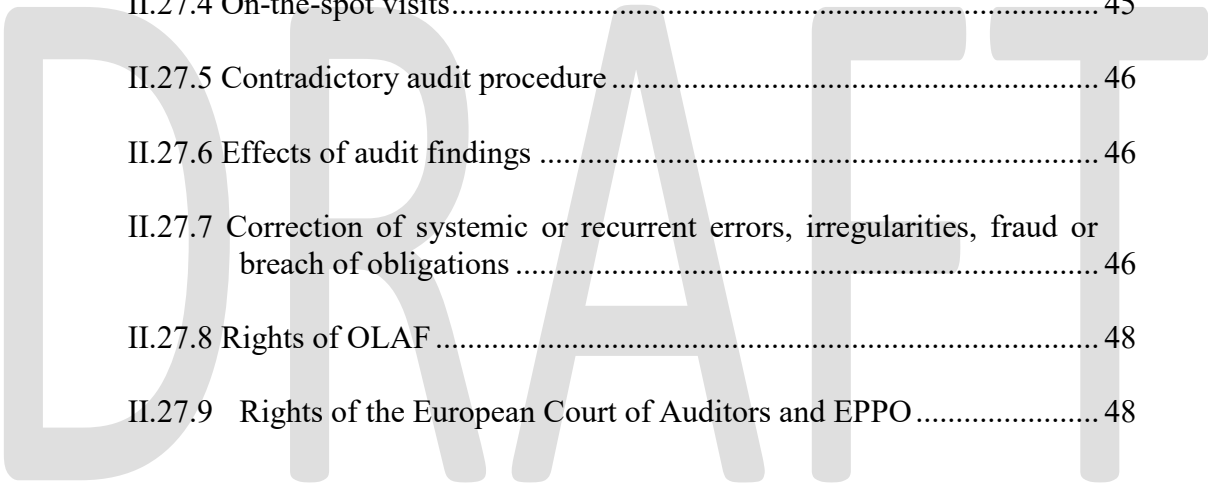 II.27.4 On-the-spot visits.................................................................................. 45
II.27.5 Contradictory audit procedure............................................................. 46
II.27.6 Effects of audit findings ...................................................................... 46
II.27.7 Correction of systemic or recurrent errors, irregularities, fraud or
breach of obligations ......................................................................... 46
II.27.8 Rights of OLAF ................................................................................... 48
II.27.9 Rights of the European Court of Auditors and EPPO ....................... 48
DRAFT